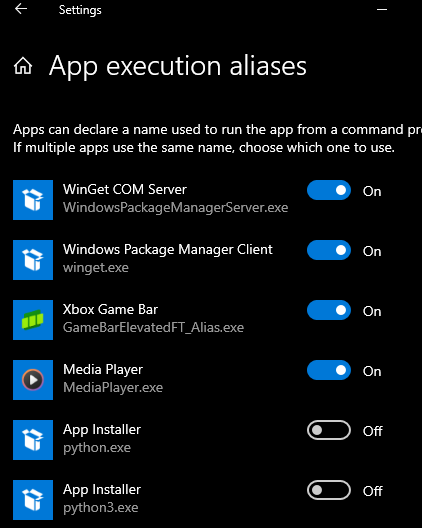 Settings
App execution aliases
Apps can declare a name used to run the app from a command pr
If multiple apps use the same name, choose which one to use.
WinGet COM Server
On
WindowsPackageManagerServer.exe
Windows Package Manager Client
On
winget.exe
Xbox Game Bar
On
GameBarElevatedFT_Alias.exe
Media Player
On
MediaPlayer.exe
App Installer
Off
python.exe
App Installer
Off
python3.exe